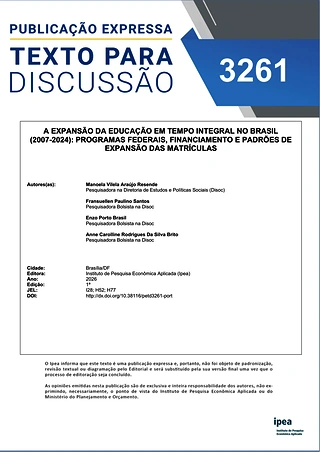 PUBLICAÇÃO EXPRESSA
TEXTO PARA
DISCUSSÃO
3261
A EXPANSÃO DA EDUCAÇÃO EM TEMPO INTEGRAL NO BRASIL
(2007-2024): PROGRAMAS FEDERAIS, FINANCIAMENTO E PADRÕES DE
EXPANSÃO DAS MATRÍCULAS
Autores(as):
Manoela Vilela Araújo Resende
Pesquisadora na Diretoria de Estudos e Políticas Sociais (Disoc)
Fransuellen Paulino Santos
Pesquisadora Bolsista na Disoc
Enzo Porto Brasil
Pesquisador Bolsista na Disoc
Anne Carolline Rodrigues Da Silva Brito
Pesquisadora Bolsista na Disoc
Cidade: Brasília/DF
Editora: Instituto de Pesquisa Econômica Aplicada (Ipea)
Ano: 2026
Edição: 1ª
JEL: I28; H52; H77
DOI: http://dx.doi.org/10.38116/petd3261-port
O Ipea informa que este texto é uma publicação expressa e, portanto, não foi objeto de padronização,
revisão textual ou diagramação pelo Editorial e será substituído pela sua versão final uma vez que o
processo de editoração seja concluído.
As opiniões emitidas nesta publicação são de exclusiva e inteira responsabilidade dos autores, não ex-
primindo, necessariamente, o ponto de vista do Instituto de Pesquisa Econômica Aplicada ou do
Ministério do Planejamento e Orçamento.
ipea
Instituto de Pesquisa
Econômica Aplicada